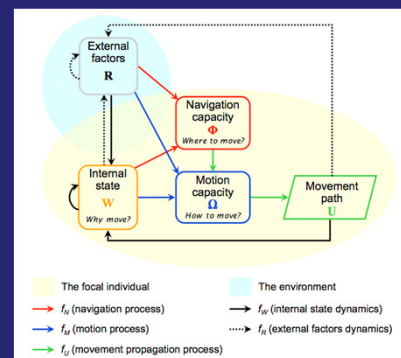 External
factors
R
Navigation
capacity
Φ
Where to move?
Internal
state
W
Why move?
Motion
capacity
Ω
How to move?
Movement
path
U
The focal individual
The environment
f_N (navigation process)
f_W (internal state dynamics)
f_M (motion process)
f_R (external factors dynamics)
f_U (movement propagation process)